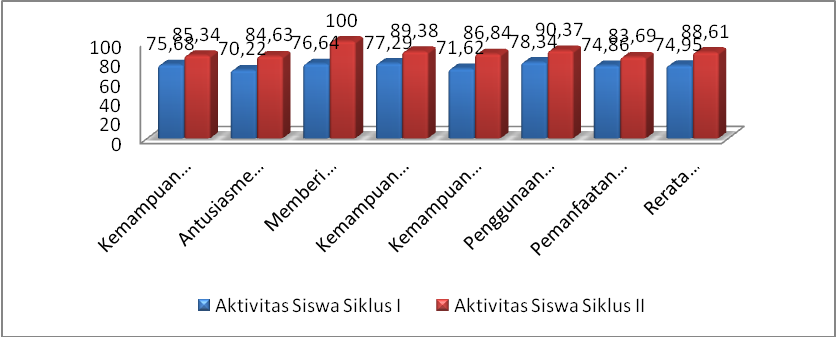 100
75,68 85,34 70,22 84,63 76,64 100 77,29 89,38 71,62 86,84 78,34 90,37 74,86 83,69 74,95 88,61
80
60
40
20
0
Kemampuan...
Antusiasme...
Memberi...
Kemampuan...
Kemampuan...
Penggunaan...
Pemanfaatan...
Rerata...
Aktivitas Siswa Siklus I
Aktivitas Siswa Siklus II